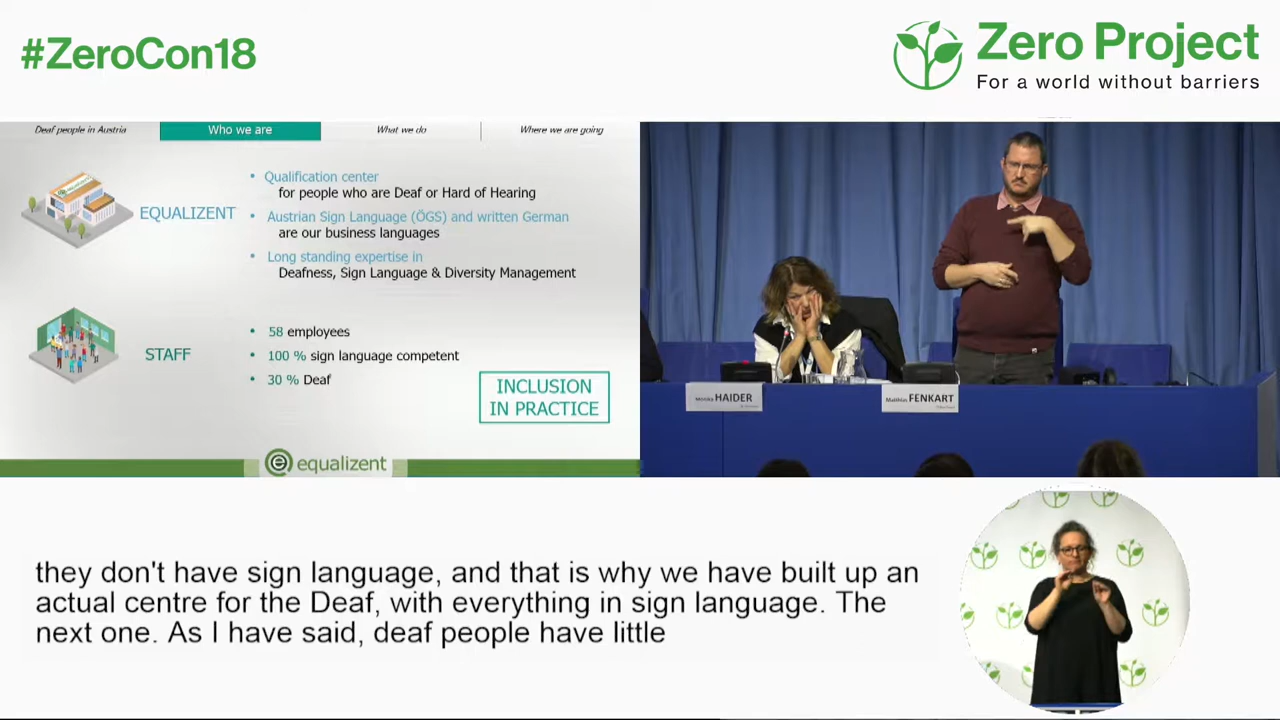 #ZeroCon18
Zero Project
For a world without barriers
Deaf people in Austria
Who we are
What we do
Where we are going
EQUALIZENT
• Qualification center
for people who are Deaf or Hard of Hearing
• Austrian Sign Language (ÖGS) and written German
are our business languages
• Long standing expertise in
Deafness, Sign Language & Diversity Management
STAFF
• 58 employees
• 100 % sign language competent
• 30 % Deaf
INCLUSION
IN PRACTICE
equalizent
Monika HAIDER
Matthias FENKART
they don't have sign language, and that is why we have built up an
actual centre for the Deaf, with everything in sign language. The
next one. As I have said, deaf people have little